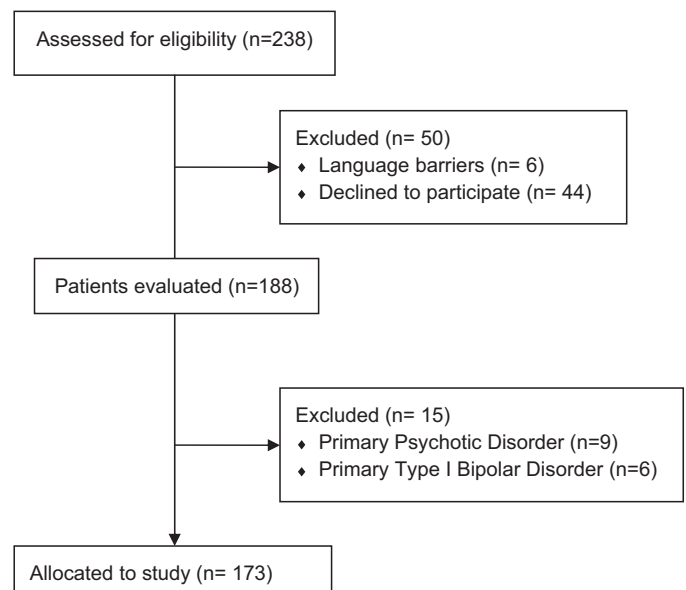 Assessed for eligibility (n=238)
Excluded (n= 50)
♦ Language barriers (n= 6)
♦ Declined to participate (n= 44)
Patients evaluated (n=188)
Excluded (n= 15)
♦ Primary Psychotic Disorder (n=9)
♦ Primary Type I Bipolar Disorder (n=6)
Allocated to study (n= 173)